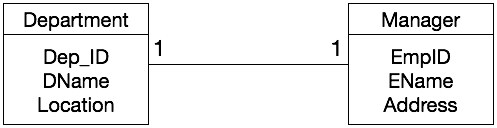 Department
Dep_ID
DName
Location
1
1
Manager
EmpID
EName
Address